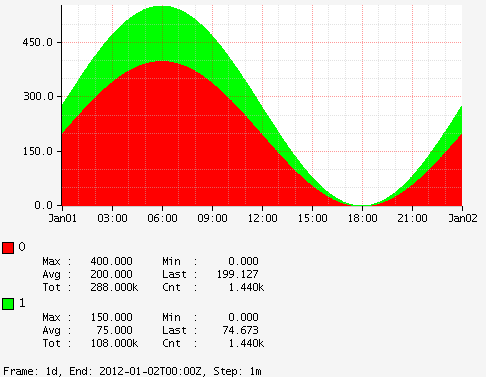 450.0
300.0
150.0
0.0
Jan01 03:00 06:00 09:00 12:00 15:00 18:00 21:00 Jan02
0
Max : 400.000 Min : 0.000
Avg : 200.000 Last : 199.127
Tot : 288.000k Cnt : 1.440k
1
Max : 150.000 Min : 0.000
Avg : 75.000 Last : 74.673
Tot : 108.000k Cnt : 1.440k
Frame: 1d, End: 2012-01-02T00:00Z, Step: 1m